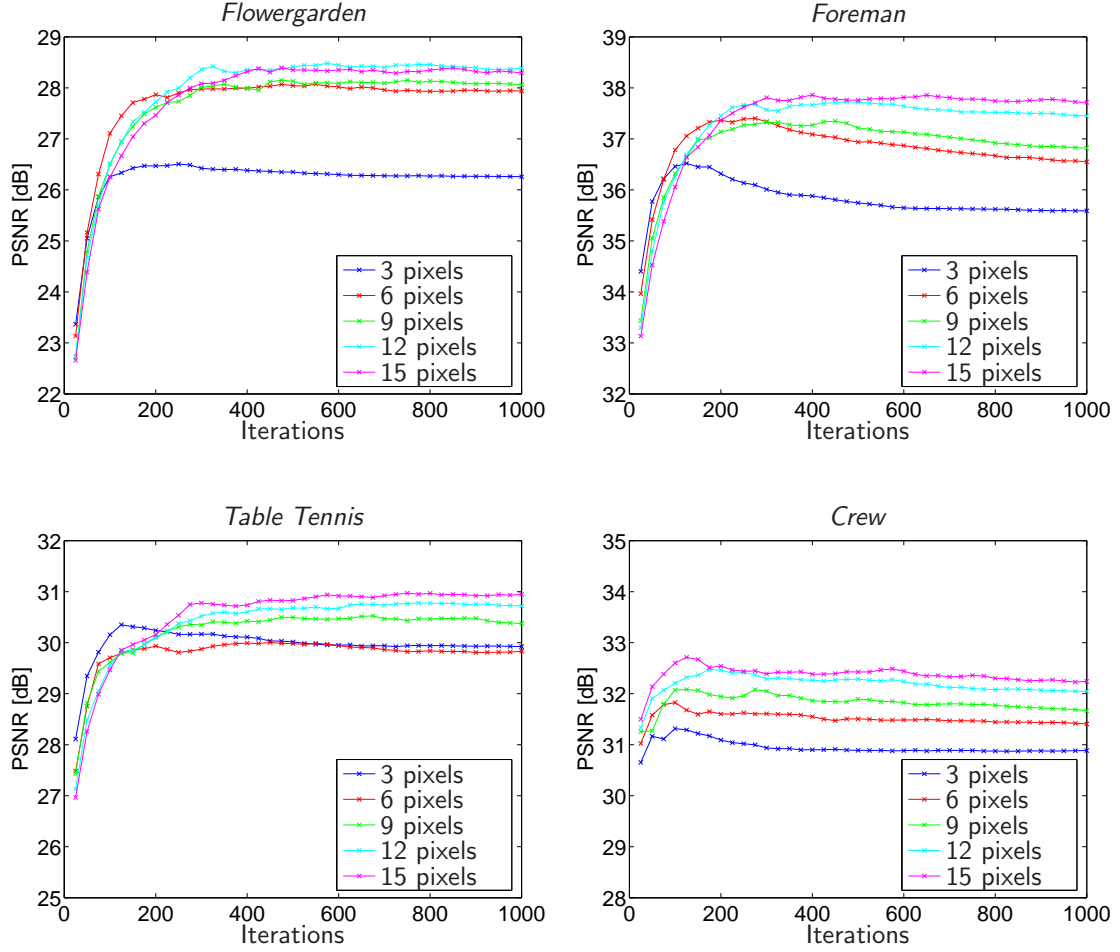 Flowergarden
29
28
27
26
25
24
23
22
PSNR [dB]
0 200 400 600 800 1000
Iterations
3 pixels
6 pixels
9 pixels
12 pixels
15 pixels
Foreman
39
38
37
36
35
34
33
32
PSNR [dB]
0 200 400 600 800 1000
Iterations
3 pixels
6 pixels
9 pixels
12 pixels
15 pixels
Table Tennis
32
31
30
29
28
27
26
25
PSNR [dB]
0 200 400 600 800 1000
Iterations
3 pixels
6 pixels
9 pixels
12 pixels
15 pixels
Crew
35
34
33
32
31
30
29
28
PSNR [dB]
0 200 400 600 800 1000
Iterations
3 pixels
6 pixels
9 pixels
12 pixels
15 pixels